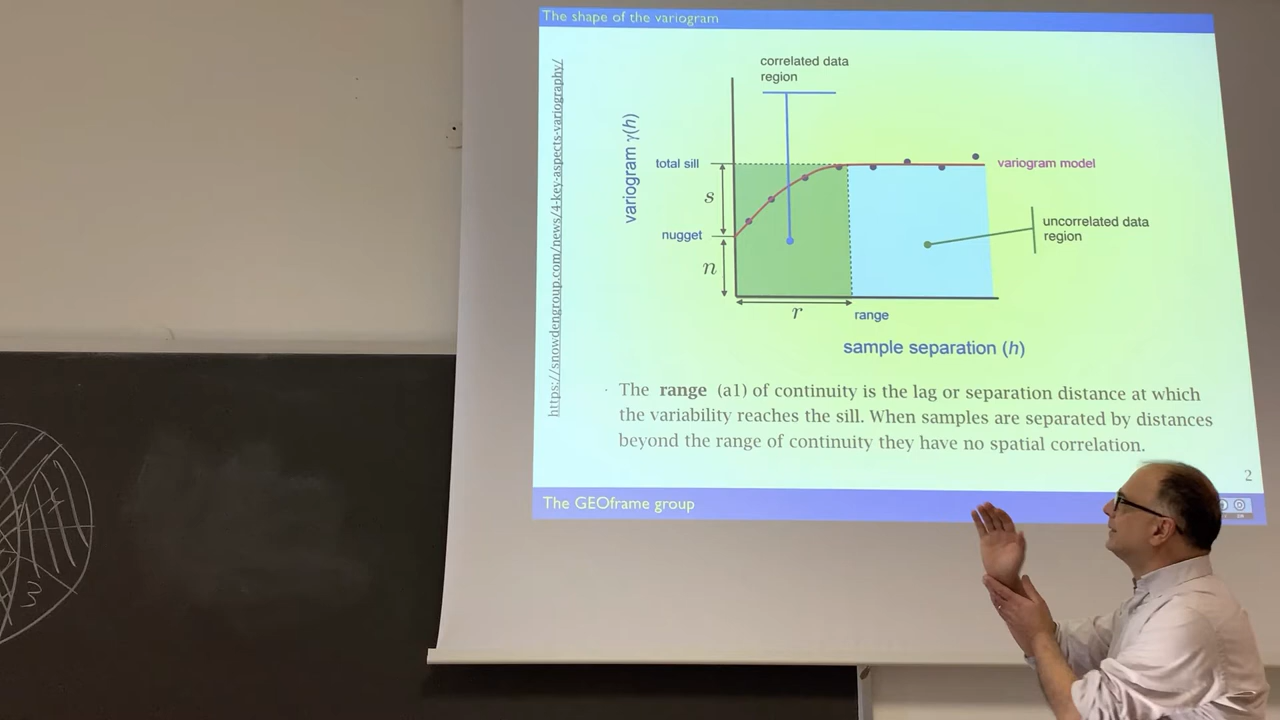 The shape of the variogram
https://snowdengroup.com/news/4-key-aspects-variography/
correlated data
region
variogram γ(h)
total sill
variogram model
s
uncorrelated data
region
nugget
n
r
range
sample separation (h)
· The range (a1) of continuity is the lag or separation distance at which
the variability reaches the sill. When samples are separated by distances
beyond the range of continuity they have no spatial correlation.
2
The GEOframe group
3